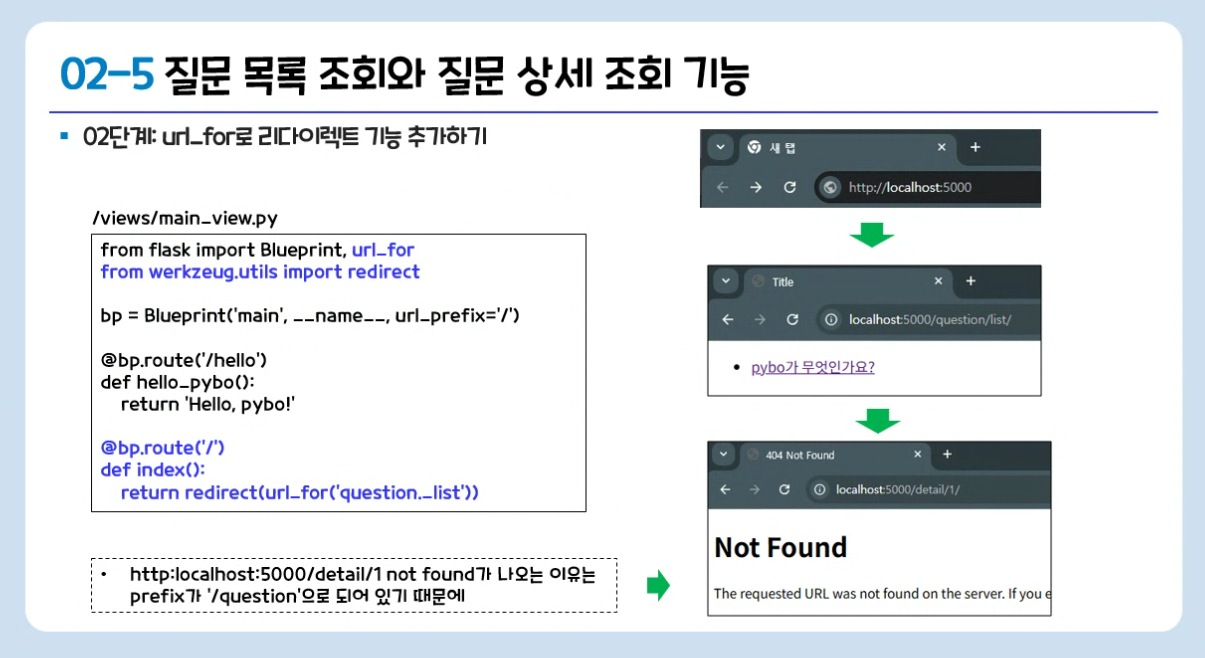 02-5 질문 목록 조회와 질문 상세 조회 기능
02단계: url_for로 리다이렉트 기능 추가하기
/views/main_view.py
from flask import Blueprint, url_for
from werkzeug.utils import redirect
bp = Blueprint('main', __name__, url_prefix='/')
@bp.route('/hello')
def hello_pybo():
return 'Hello, pybo!'
@bp.route('/')
def index():
return redirect(url_for('question._list'))
• http:localhost:5000/detail/1 not found가 나오는 이유는
prefix가 '/question'으로 되어 있기 때문에
새 탭
http://localhost:5000
Title
localhost:5000/question/list/
• pybo가 무엇인가요?
404 Not Found
localhost:5000/detail/1/
Not Found
The requested URL was not found on the server. If you e